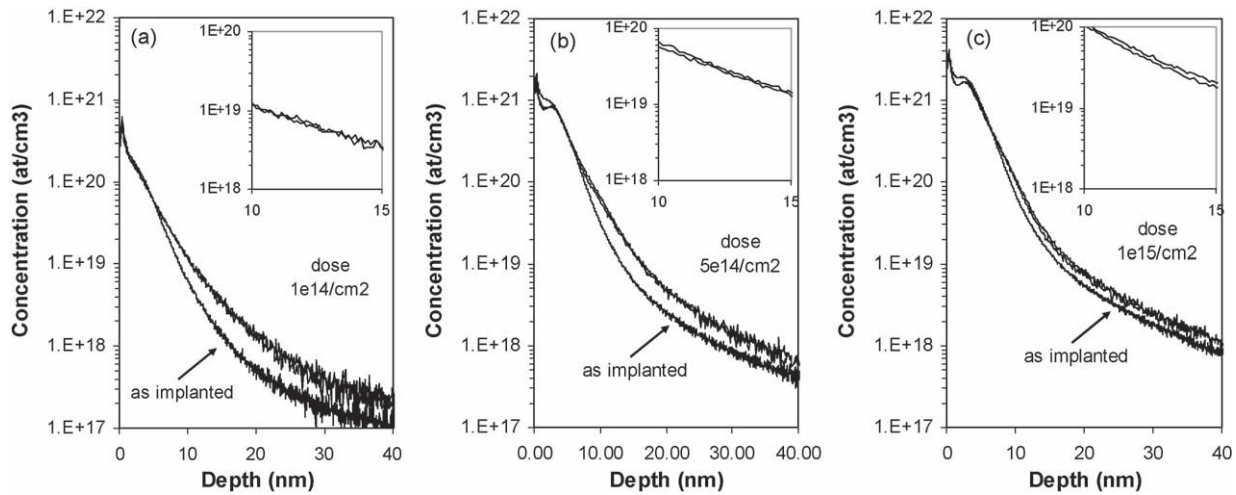 (a)
1.E+22
1.E+21
1.E+20
1.E+19
1.E+18
1.E+17
Concentration (at/cm3)
1E+20
1E+19
1E+18
10
15
dose
1e14/cm2
as implanted
0
10
20
30
40
Depth (nm)
(b)
1.E+22
1.E+21
1.E+20
1.E+19
1.E+18
1.E+17
Concentration (at/cm3)
1E+20
1E+19
1E+18
10
15
dose
5e14/cm2
as implanted
0.00
10.00
20.00
30.00
40.00
Depth (nm)
(c)
1.E+22
1.E+21
1.E+20
1.E+19
1.E+18
1.E+17
Concentration (at/cm3)
1E+20
1E+19
1E+18
10
15
dose
1e15/cm2
as implanted
0
10
20
30
40
Depth (nm)